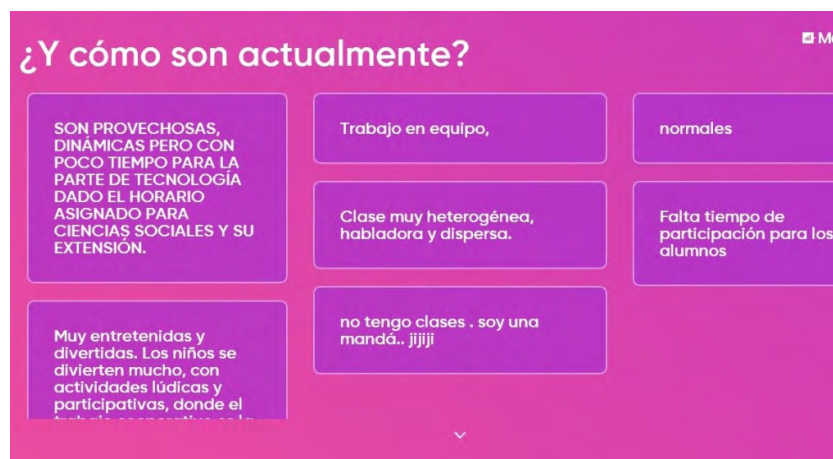 ¿Y cómo son actualmente?
SON PROVECHOSAS,
DINÁMICAS PERO CON
POCO TIEMPO PARA LA
PARTE DE TECNOLOGÍA
DADO EL HORARIO
ASIGNADO PARA
CIENCIAS SOCIALES Y SU
EXTENSIÓN.
Muy entretenidas y
divertidas. Los niños se
divierten mucho, con
actividades lúdicas y
participativas, donde el
Trabajo en equipo,
Clase muy heterogénea,
habladora y dispersa.
no tengo clases . soy una
mandá.. jijiji
normales
Falta tiempo de
participación para los
alumnos